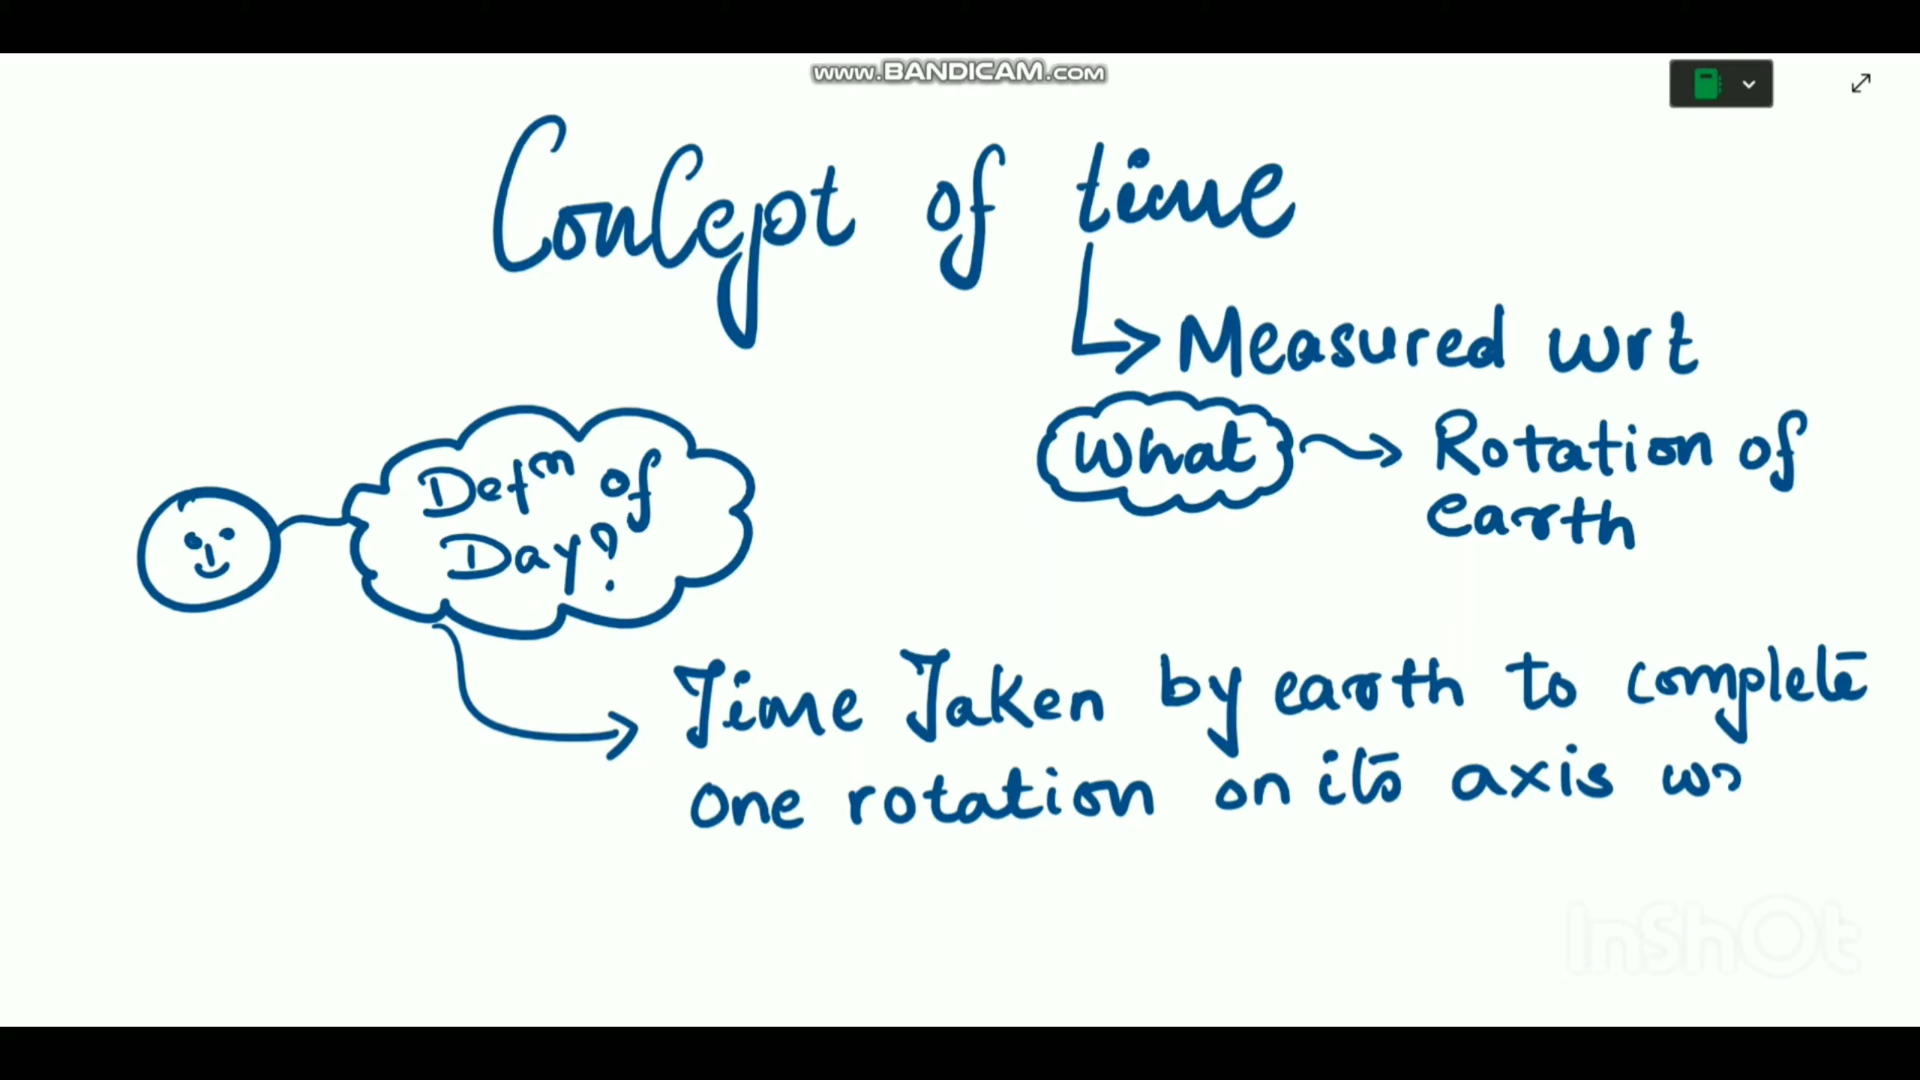 www.BANDICAM.com
Concept of time
Measured wrt
What
Rotation of
earth
Defn of
Day?
Time Taken by earth to complete
one rotation on its axis
InShOt